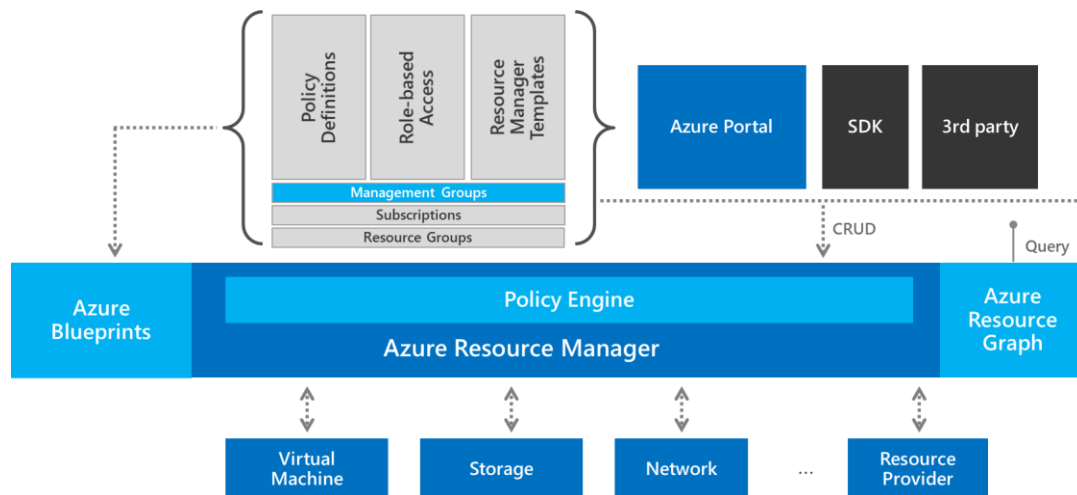 Policy
Definitions
Role-based
Access
Resource
Manager
Templates
Management Groups
Subscriptions
Resource Groups
Azure Portal
SDK
3rd party
CRUD
Query
Azure
Blueprints
Policy Engine
Azure Resource Manager
Azure
Resource
Graph
Virtual
Machine
Storage
Network
...
Resource
Provider